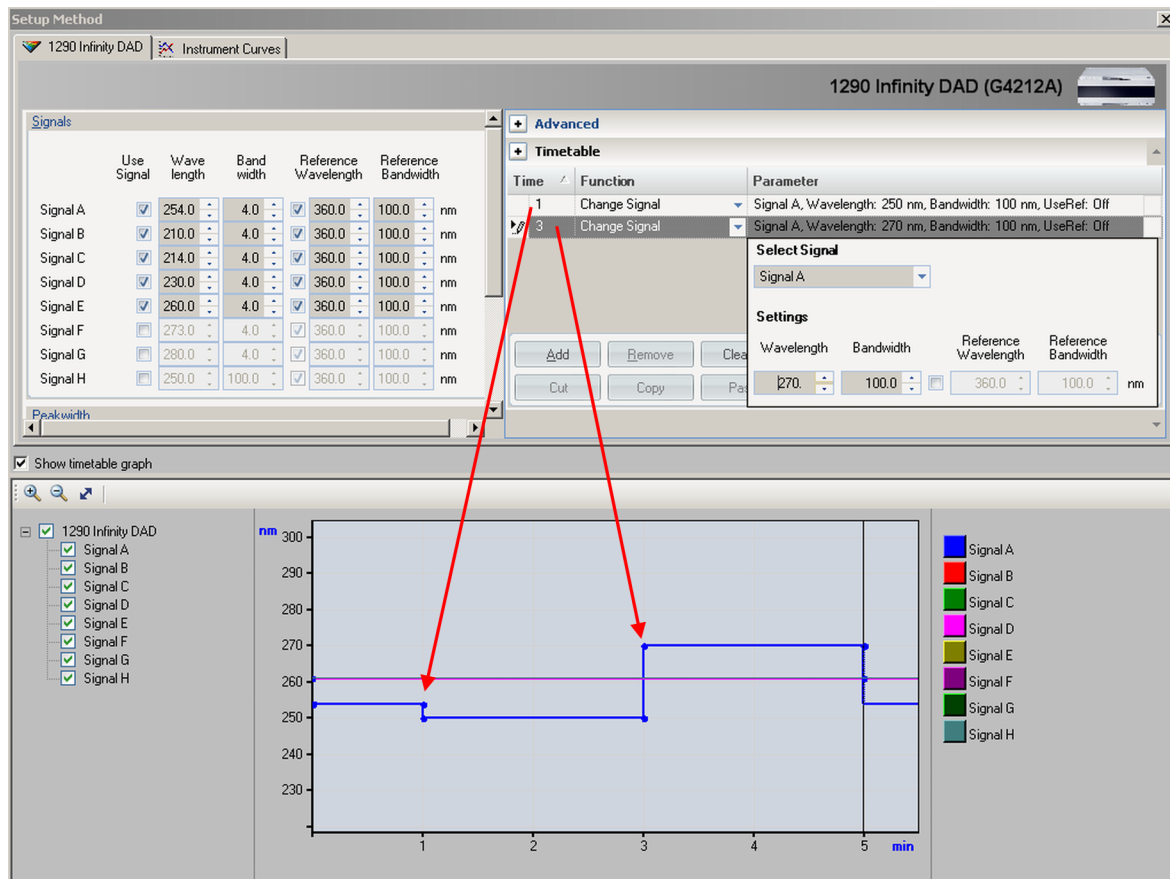 Setup Method
1290 Infinity DAD
Instrument Curves
1290 Infinity DAD (G4212A)
Signals
Use Signal
Wave length
Band width
Reference Wavelength
Reference Bandwidth
Signal A 254.0 4.0 360.0 100.0 nm
Signal B 210.0 4.0 360.0 100.0 nm
Signal C 214.0 4.0 360.0 100.0 nm
Signal D 230.0 4.0 360.0 100.0 nm
Signal E 260.0 4.0 360.0 100.0 nm
Signal F 273.0 4.0 360.0 100.0 nm
Signal G 280.0 4.0 360.0 100.0 nm
Signal H 250.0 100.0 360.0 100.0 nm
Peakwidth
Advanced
Timetable
Time Function Parameter
1 Change Signal Signal A, Wavelength: 250 nm, Bandwidth: 100 nm, UseRef: Off
3 Change Signal Signal A, Wavelength: 270 nm, Bandwidth: 100 nm, UseRef: Off
Select Signal
Signal A
Settings
Wavelength
Bandwidth
Reference Wavelength
Reference Bandwidth
270. 100.0 360.0 100.0 nm
Add Remove Clea
Cut Copy Pas
Show timetable graph
1290 Infinity DAD
Signal A
Signal B
Signal C
Signal D
Signal E
Signal F
Signal G
Signal H
nm
300
290
280
270
260
250
240
230
1 2 3 4 5 min
Signal A
Signal B
Signal C
Signal D
Signal E
Signal F
Signal G
Signal H